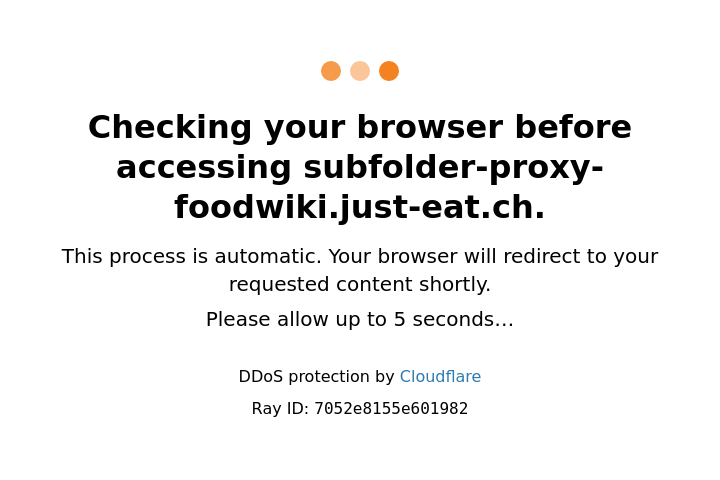 Checking your browser before
accessing subfolder-proxy-
foodwiki.just-eat.ch.
This process is automatic. Your browser will redirect to your
requested content shortly.
Please allow up to 5 seconds…
DDoS protection by Cloudflare
Ray ID: 7052e8155e601982